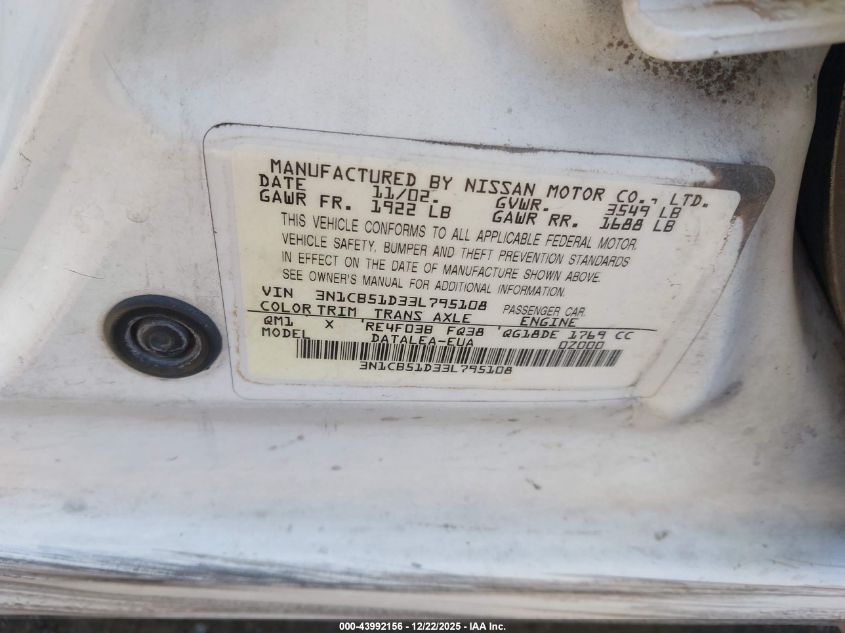 MANUFACTURED BY NISSAN MOTOR CO., LTD.
DATE 11/02. GVWR. 3549 LB
GAWR FR. 1922 LB GAWR RR. 1688 LB
THIS VEHICLE CONFORMS TO ALL APPLICABLE FEDERAL MOTOR
VEHICLE SAFETY, BUMPER AND THEFT PREVENTION STANDARDS
IN EFFECT ON THE DATE OF MANUFACTURE SHOWN ABOVE.
SEE OWNER'S MANUAL FOR ADDITIONAL INFORMATION.
VIN 3N1CB51D33L795108 PASSENGER CAR.
COLOR TRIM TRANS AXLE ENGINE
QM1 X RE4F03B FQ38 QG18DE 1769 CC
MODEL DATALEA-EUA 0Z000
3N1CB51D33L795108
000-43992156 - 12/22/2025 - IAA Inc.